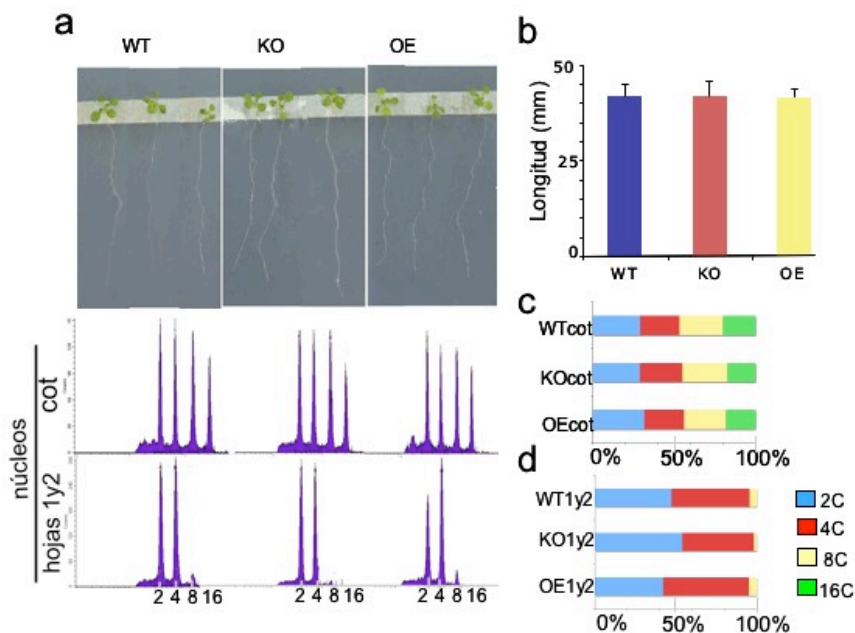 a
WT KO OE
b
Longitud (mm)
50
25
0
WT KO OE
núcleos
cot
hojas 1y2
2 4 8 16 2 4 8 16 2 4 8 16
c
WTcot
KOcot
OEcot
0% 50% 100%
d
WT1y2
KO1y2
OE1y2
0% 50% 100%
2C
4C
8C
16C